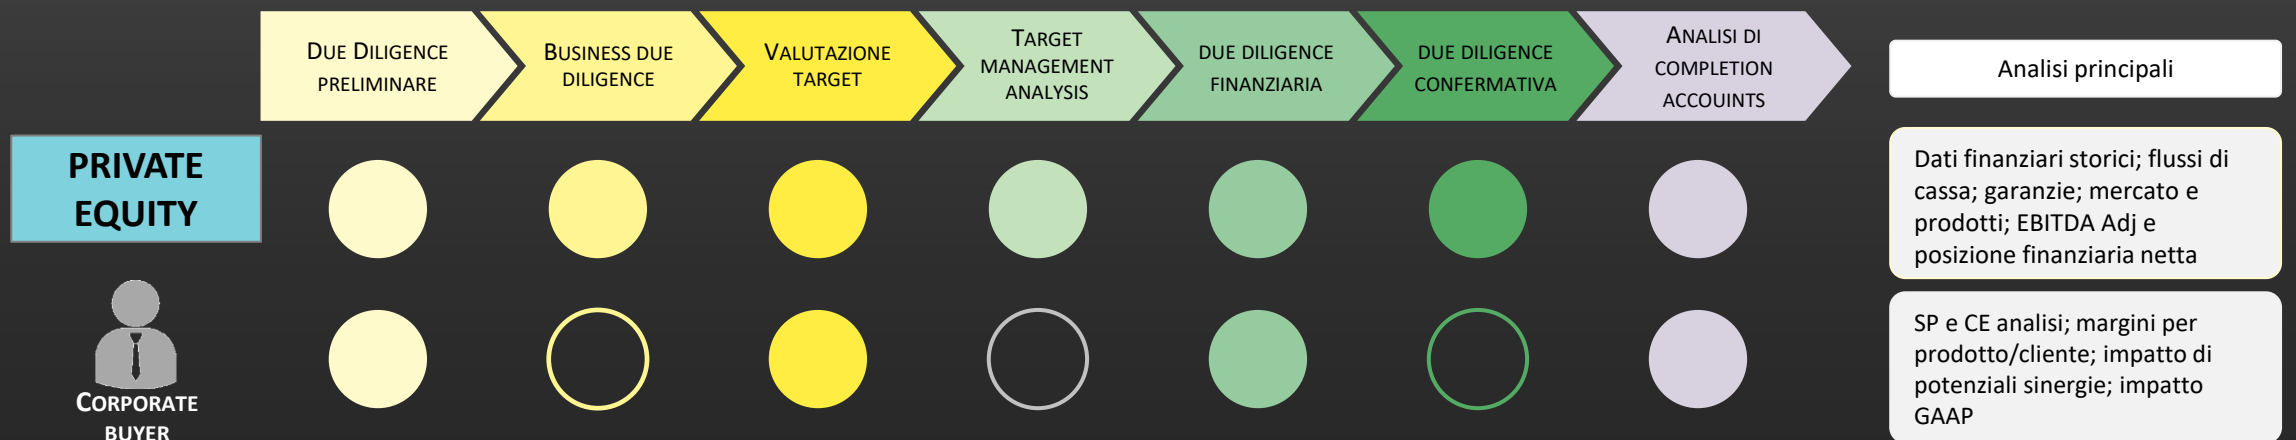 DUE DILIGENCE
PRELIMINARE
BUSINESS DUE
DILIGENCE
VALUTAZIONE
TARGET
TARGET
MANAGEMENT
ANALYSIS
DUE DILIGENCE
FINANZIARIA
DUE DILIGENCE
CONFERMATIVA
ANALISI DI
COMPLETION
ACCOUINTS
Analisi principali
PRIVATE
EQUITY
Dati finanziari storici; flussi di
cassa; garanzie; mercato e
prodotti; EBITDA Adj e
posizione finanziaria netta
CORPORATE
BUYER
SP e CE analisi; margini per
prodotto/cliente; impatto di
potenziali sinergie; impatto
GAAP